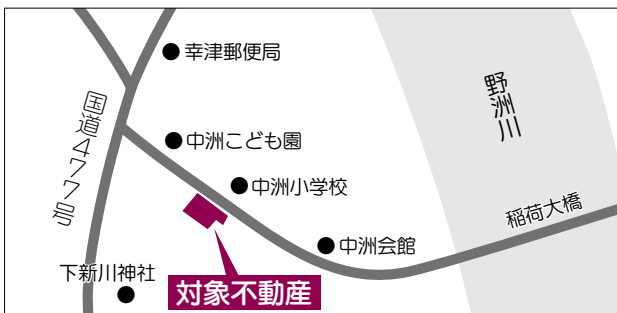 幸津郵便局
野洲川
国道477号
中洲こども園
中洲小学校
稲荷大橋
中洲会館
下新川神社
対象不動産